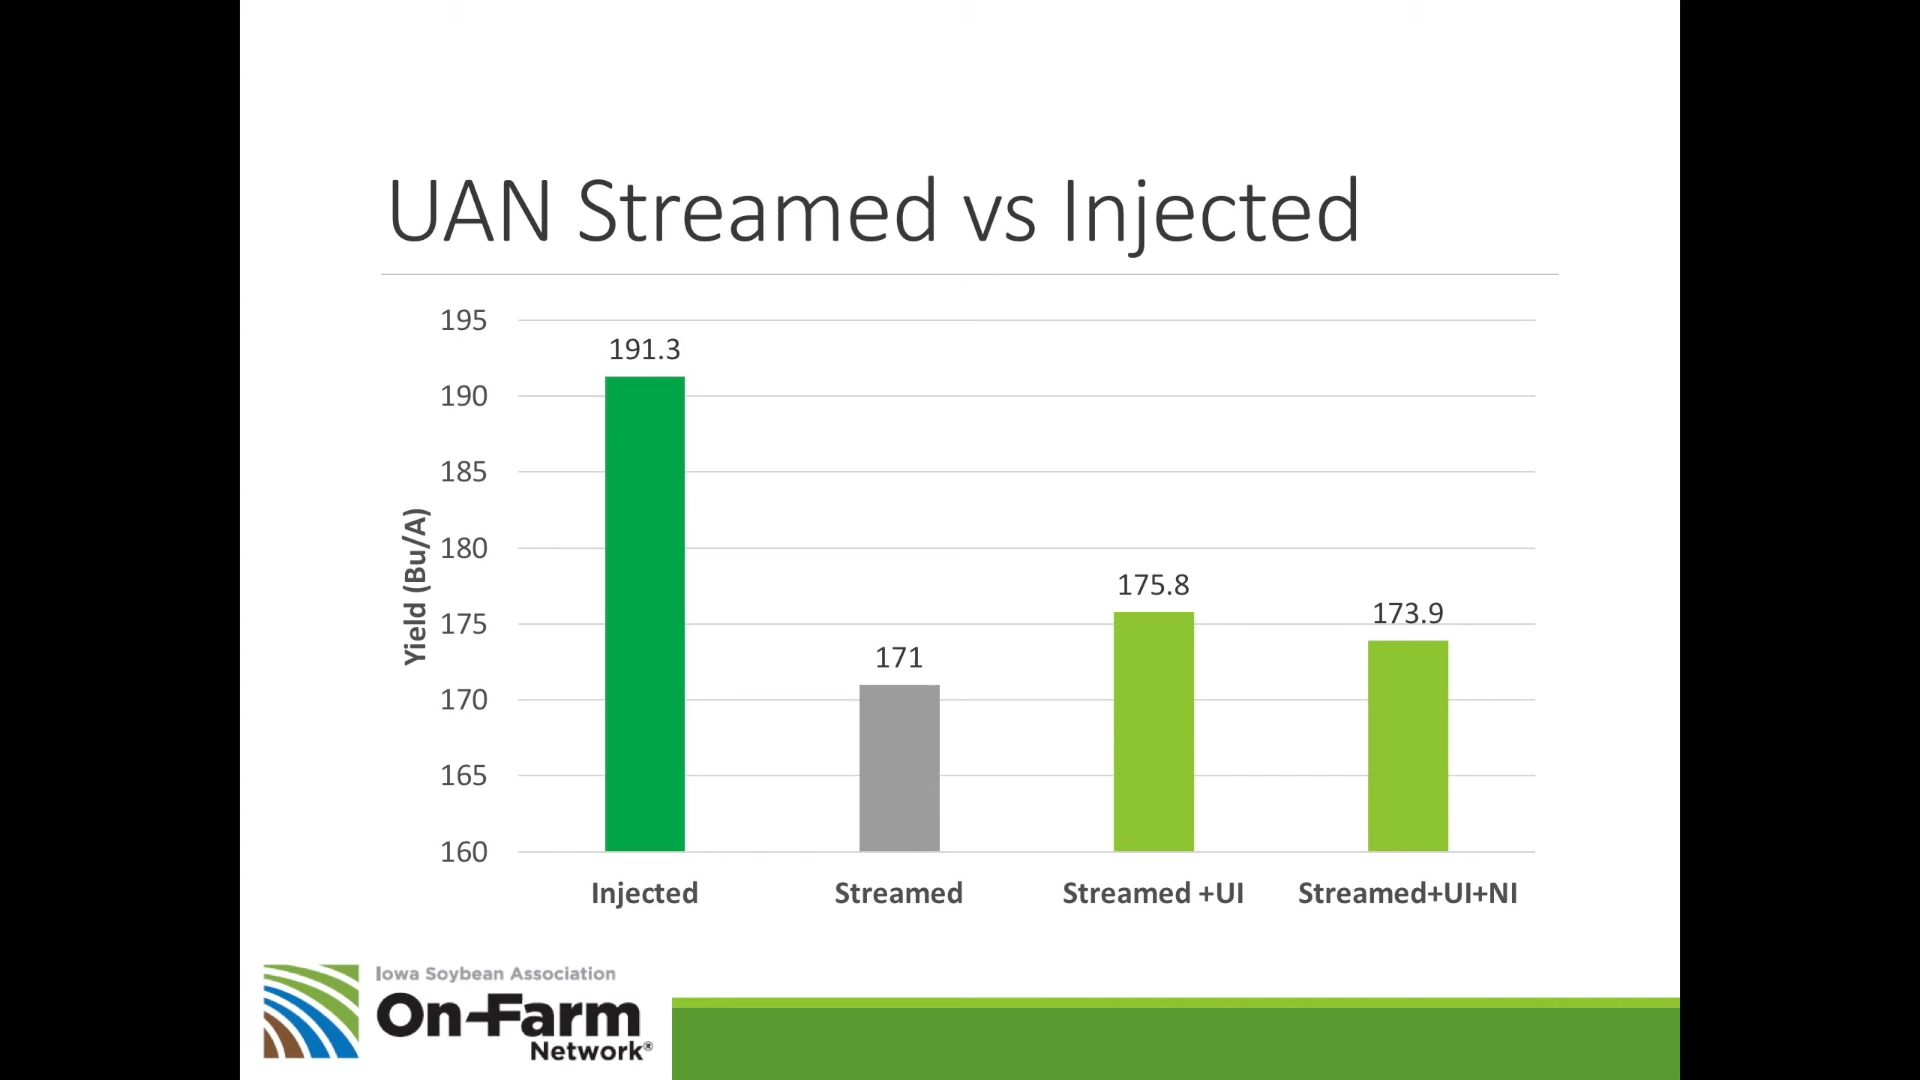 UAN Streamed vs Injected
195
190
185
180
175
170
165
160
Yield (Bu/A)
191.3
171
175.8
173.9
Injected
Streamed
Streamed +UI
Streamed+UI+NI
Iowa Soybean Association
On-Farm
Network®